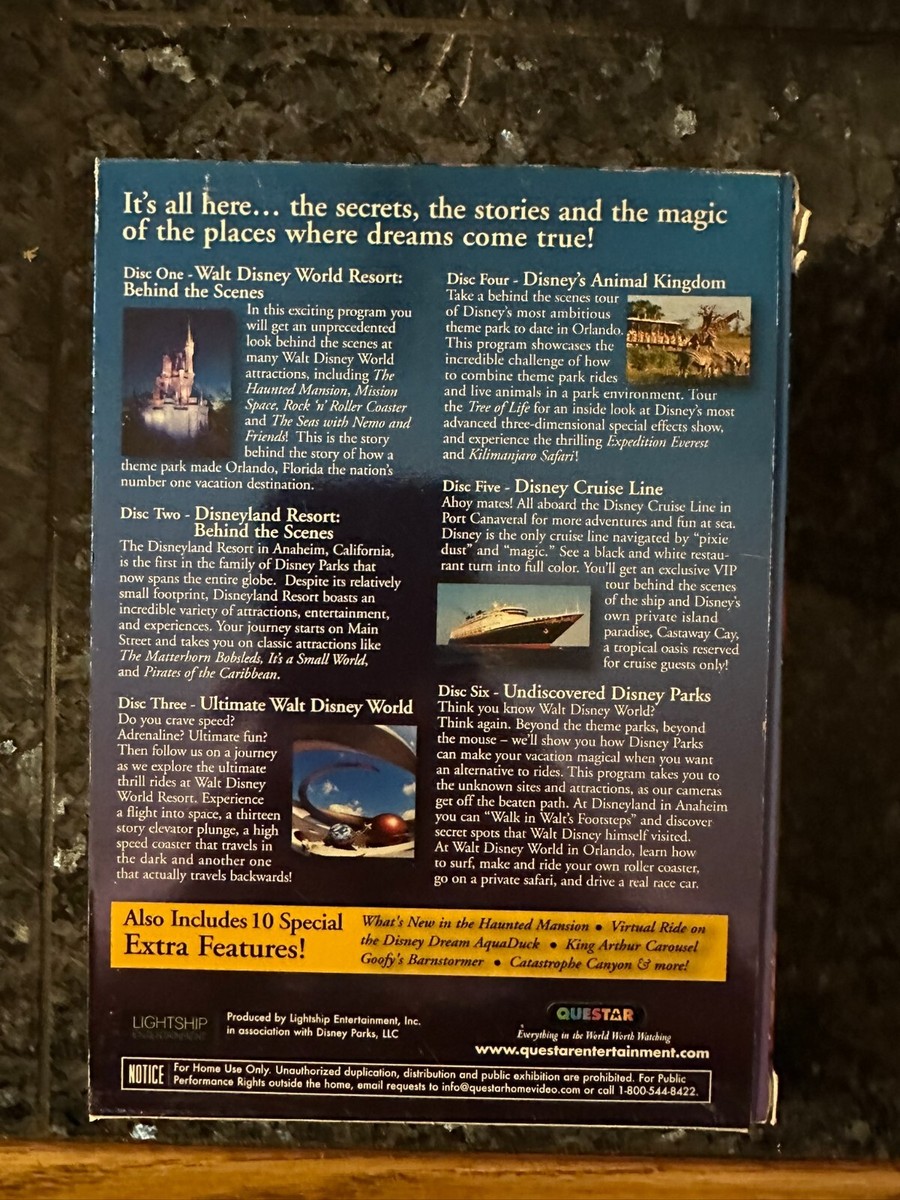 It's all here... the secrets, the stories and the magic
of the places where dreams come true!
Disc One - Walt Disney World Resort:
Behind the Scenes
In this exciting program you
will get an unprecedented
look behind the scenes at
many Walt Disney World
attractions, including The
Haunted Mansion, Mission
Space, Rock 'n' Roller Coaster
and The Seas with Nemo and
Friends! This is the story
behind the story of how a
theme park made Orlando, Florida the nation's
number one vacation destination.
Disc Two - Disneyland Resort:
Behind the Scenes
The Disneyland Resort in Anaheim, California,
is the first in the family of Disney Parks that
now spans the entire globe. Despite its relatively
small footprint, Disneyland Resort boasts an
incredible variety of attractions, entertainment,
and experiences. Your journey starts on Main
Street and takes you on classic attractions like
The Matterhorn Bobsleds, It's a Small World,
and Pirates of the Caribbean.
Disc Three - Ultimate Walt Disney World
Do you crave speed?
Adrenaline? Ultimate fun?
Then follow us on a journey
as we explore the ultimate
thrill rides at Walt Disney
World Resort. Experience
a flight into space, a thirteen
story elevator plunge, a high
speed coaster that travels in
the dark and another one
that actually travels backwards!
Disc Four - Disney's Animal Kingdom
Take a behind the scenes tour
of Disney's most ambitious
theme park to date in Orlando.
This program showcases the
incredible challenge of how
to combine theme park rides
and live animals in a park environment. Tour
the Tree of Life for an inside look at Disney's most
advanced three-dimensional special effects show,
and experience the thrilling Expedition Everest
and Kilimanjaro Safari!
Disc Five - Disney Cruise Line
Ahoy mates! All aboard the Disney Cruise Line in
Port Canaveral for more adventures and fun at sea.
Disney is the only cruise line navigated by "pixie
dust" and "magic." See a black and white restau-
rant turn into full color. You'll get an exclusive VIP
tour behind the scenes
of the ship and Disney's
own private island
paradise, Castaway Cay,
a tropical oasis reserved
for cruise guests only!
Disc Six - Undiscovered Disney Parks
Think you know Walt Disney World?
Think again. Beyond the theme parks, beyond
the mouse – we'll show you how Disney Parks
can make your vacation magical when you want
an alternative to rides. This program takes you to
the unknown sites and attractions, as our cameras
get off the beaten path. At Disneyland in Anaheim
you can "Walk in Walt's Footsteps" and discover
secret spots that Walt Disney himself visited.
At Walt Disney World in Orlando, learn how
to surf, make and ride your own roller coaster,
go on a private safari, and drive a real race car.
Also Includes 10 Special
Extra Features!
What's New in the Haunted Mansion • Virtual Ride on
the Disney Dream AquaDuck • King Arthur Carousel
Goofy's Barnstormer • Catastrophe Canyon & more!
LIGHTSHIP
ENTERTAINMENT
Produced by Lightship Entertainment, Inc.
in association with Disney Parks, LLC
QUESTAR
Everything in the World Worth Watching
www.questarentertainment.com
NOTICE
For Home Use Only. Unauthorized duplication, distribution and public exhibition are prohibited. For Public
Performance Rights outside the home, email requests to info@questarhomevideo.com or call 1-800-544-8422.